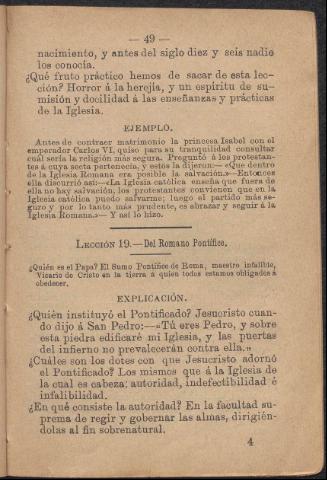 — 49 —
nacimiento, y antes del siglo diez y seis nadie
los conocía.
¿Qué fruto práctico hemos de sacar de esta lec-
ción? Horror á la herejía, y un espíritu de su-
misión y docilidad á las enseñanzas y prácticas
de la Iglesia.
EJEMPLO.
Antes de contraer matrimonio la princesa Isabel con el
emperador Carlos VI, quiso para su tranquilidad consultar
cuál sería la religión más segura. Preguntó á los protestan-
tes á cuya secta pertenecía, y estos la dijeron:— «Que dentro
de la Iglesia Romana era posible la salvación.»—Entonces
ella discurrió así:—«La Iglesia católica enseña que fuera de
ella no hay salvación, los protestantes convienen que en la
Iglesia católica puedo salvarme; luego el partido más se-
guro y por lo tanto más prudente, es abrazar y seguir á la
Iglesia Romana.»— Y así lo hizo.
LECCIÓN 19.—Del Romano Pontífice.
¿Quién es el Papa? El Sumo Pontífice de Roma, maestro infalible,
Vicario de Cristo en la tierra á quien todos estamos obligados á
obedecer.
EXPLICACIÓN.
¿Quién instituyó el Pontificado? Jesucristo cuan-
do dijo á San Pedro:—«Tú eres Pedro, y sobre
esta piedra edificaré mi Iglesia, y las puertas
del infierno no prevalecerán contra ella.»
¿Cuáles son los dotes con que Jesucristo adornó
el Pontificado? Los mismos que á la Iglesia de
la cual es cabeza: autoridad, indefectibilidad é
infalibilidad.
¿En qué consiste la autoridad? En la facultad su-
prema de regir y gobernar las almas, dirigién-
dolas al fin sobrenatural.
4